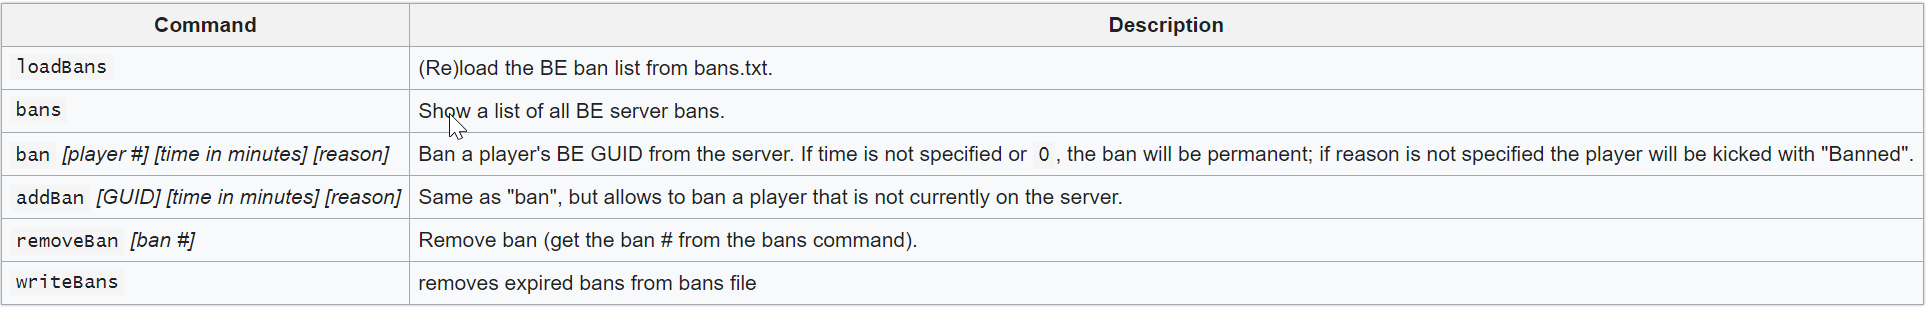 Command Description
loadBans (Re)load the BE ban list from bans.txt.
bans Show a list of all BE server bans.
ban [player #] [time in minutes] [reason] Ban a player's BE GUID from the server. If time is not specified or 0, the ban will be permanent; if reason is not specified the player will be kicked with "Banned".
addBan [GUID] [time in minutes] [reason] Same as "ban", but allows to ban a player that is not currently on the server.
removeBan [ban #] Remove ban (get the ban # from the bans command).
writeBans removes expired bans from bans file